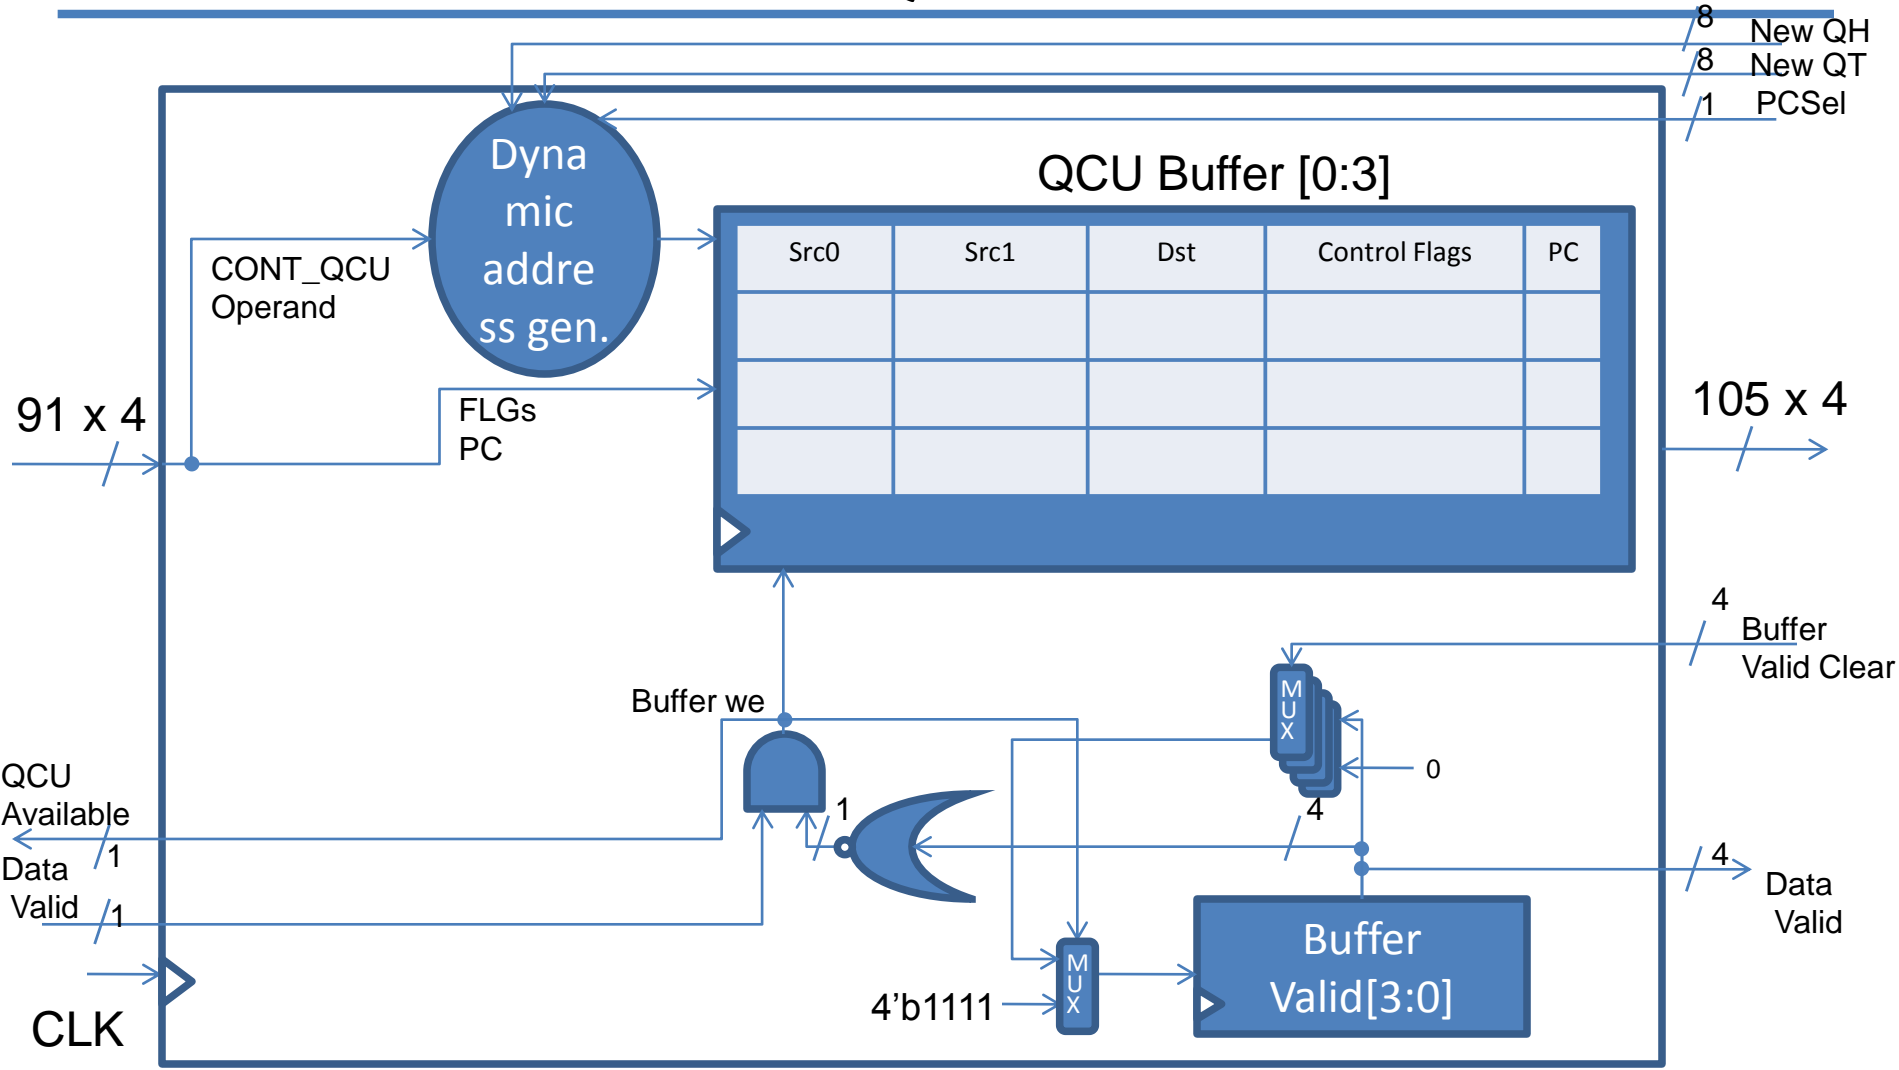 8
New QH
8
New QT
1
PCSel
Dyna
mic
addre
ss gen.
QCU Buffer [0:3]
Src0 Src1 Dst Control Flags PC
CONT_QCU
Operand
91 x 4
FLGs
PC
105 x 4
4
Buffer
Valid Clear
MUX
Buffer we
0
QCU
Available
1
1
4
4
Data
Valid
1
Data
Valid
Buffer
Valid[3:0]
MUX
4'b1111
CLK